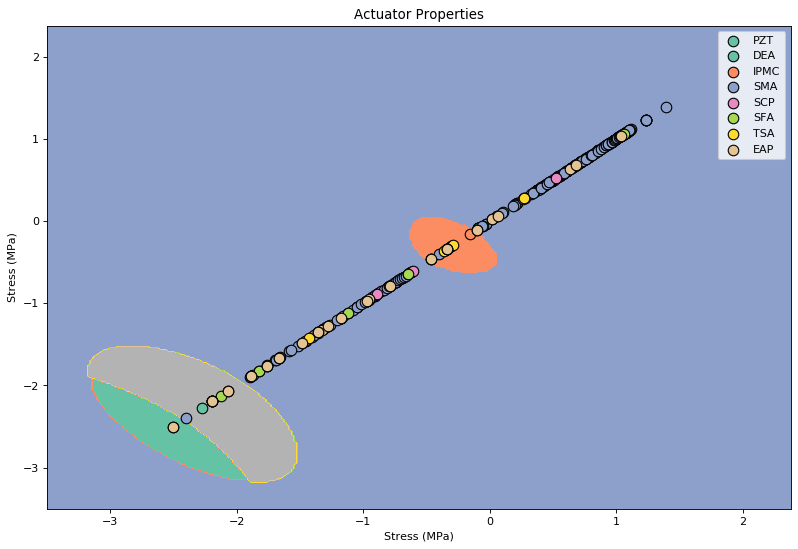 Actuator Properties
PZT
DEA
IPMC
SMA
SCP
SFA
TSA
EAP
2
1
0
−1
−2
−3
Stress (MPa)
−3
−2
−1
0
1
2
Stress (MPa)